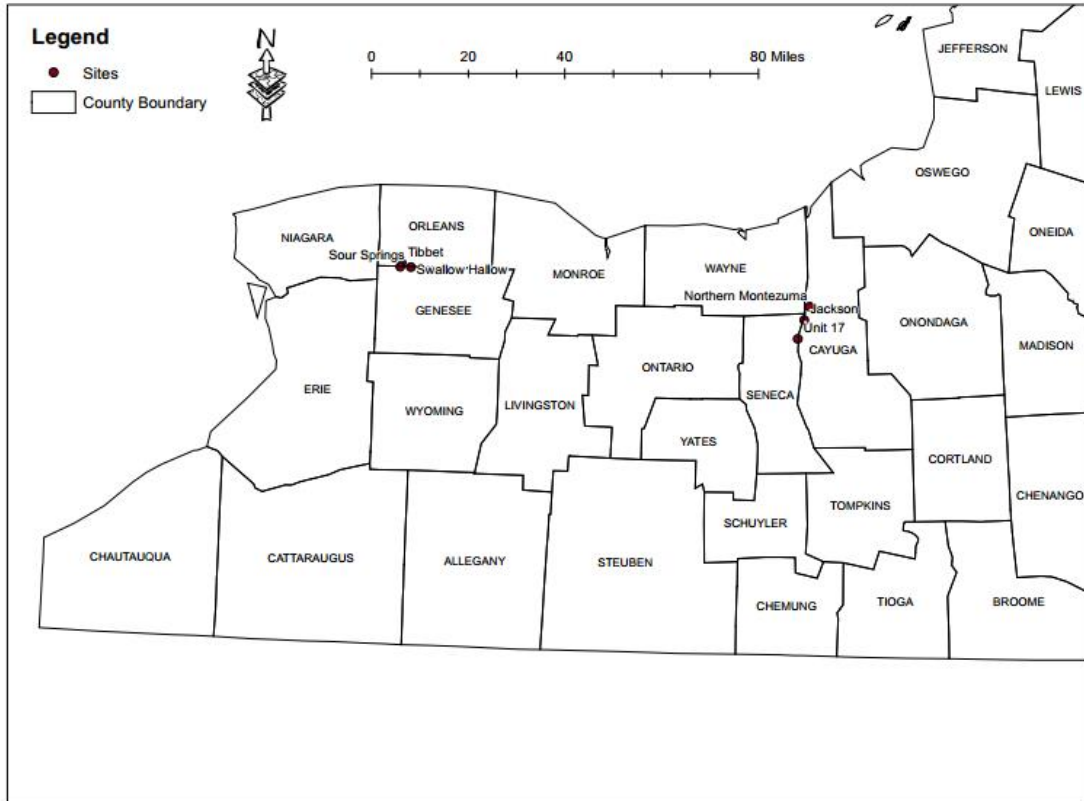 Legend
Sites
County Boundary
N
0 20 40 80 Miles
JEFFERSON
LEWIS
OSWEGO
ONEIDA
NIAGARA
ORLEANS
Sour Springs
Tibbet
Swallow Hallow
MONROE
WAYNE
GENESEE
Northern Montezuma
Jackson
Unit 17
CAYUGA
ONONDAGA
MADISON
ERIE
WYOMING
LIVINGSTON
ONTARIO
SENECA
YATES
CORTLAND
CHENANGO
TOMPKINS
SCHUYLER
CHAUTAUQUA
CATTARAUGUS
ALLEGANY
STEUBEN
CHEMUNG
TIOGA
BROOME